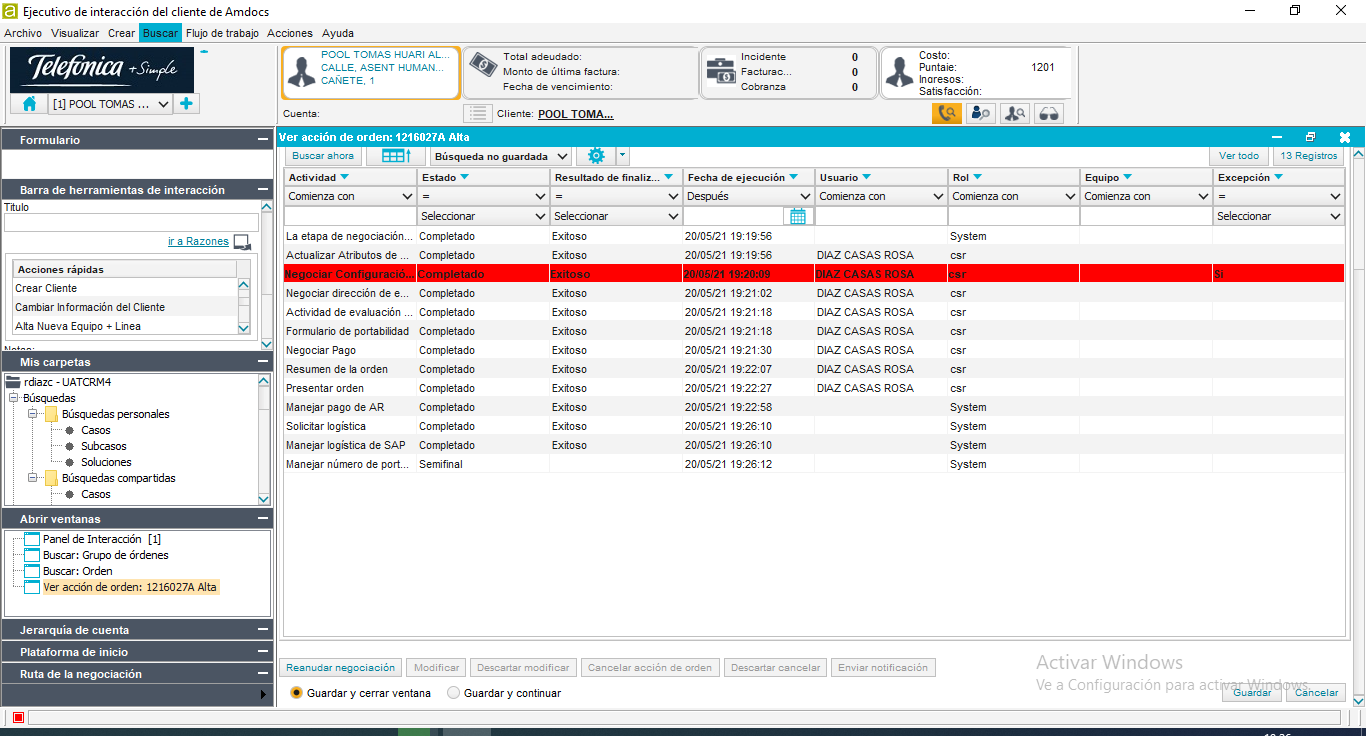 Ejecutivo de interacción del cliente de Amdocs
Archivo Visualizar Crear Buscar Flujo de trabajo Acciones Ayuda
Telefónica +Simple
[1] POOL TOMAS ...
POOL TOMAS HUARI AL...
CALLE, ASENT HUMAN...
CAÑETE, 1
Total adeudado:
Monto de última factura:
Fecha de vencimiento:
Incidente 0
Facturac... 0
Cobranza 0
Costo:
Puntaie: 1201
Ingresos:
Satisfacción:
Cuenta:
Cliente: POOL TOMA...
Formulario
Barra de herramientas de interacción
Título
ir a Razones
Acciones rápidas
Crear Cliente
Cambiar Información del Cliente
Alta Nueva Equipo + Linea
Notas:
Mis carpetas
rdiazc - UATCRM4
Búsquedas
Búsquedas personales
Casos
Subcasos
Soluciones
Búsquedas compartidas
Casos
Abrir ventanas
Panel de Interacción [1]
Buscar: Grupo de órdenes
Buscar: Orden
Ver acción de orden: 1216027A Alta
Jerarquía de cuenta
Plataforma de inicio
Ruta de la negociación
Ver acción de orden: 1216027A Alta
Buscar ahora Búsqueda no guardada Ver todo 13 Registros
Actividad Estado Resultado de finaliz... Fecha de ejecución Usuario Rol Equipo Excepción
Comienza con = = Después Comienza con Comienza con Comienza con =
Seleccionar Seleccionar Seleccionar
La etapa de negociación... Completado Exitoso 20/05/21 19:19:56 System
Actualizar Atributos de ... Completado Exitoso 20/05/21 19:19:56 DIAZ CASAS ROSA csr
Negociar Configuració... Completado Exitoso 20/05/21 19:20:09 DIAZ CASAS ROSA csr Sí
Negociar dirección de e... Completado Exitoso 20/05/21 19:21:02 DIAZ CASAS ROSA csr
Actividad de evaluación ... Completado Exitoso 20/05/21 19:21:18 DIAZ CASAS ROSA csr
Formulario de portabilidad Completado Exitoso 20/05/21 19:21:18 DIAZ CASAS ROSA csr
Negociar Pago Completado Exitoso 20/05/21 19:21:30 DIAZ CASAS ROSA csr
Resumen de la orden Completado Exitoso 20/05/21 19:22:07 DIAZ CASAS ROSA csr
Presentar orden Completado Exitoso 20/05/21 19:22:27 DIAZ CASAS ROSA csr
Manejar pago de AR Completado Exitoso 20/05/21 19:22:58 System
Solicitar logística Completado Exitoso 20/05/21 19:26:10 System
Manejar logística de SAP Completado Exitoso 20/05/21 19:26:10 System
Manejar número de port... Semifinal 20/05/21 19:26:12 System
Reanudar negociación Modificar Descartar modificar Cancelar acción de orden Descartar cancelar Enviar notificación
Guardar y cerrar ventana Guardar y continuar
Activar Windows
Ve a Configuración para activar Windows.
Guardar Cancelar